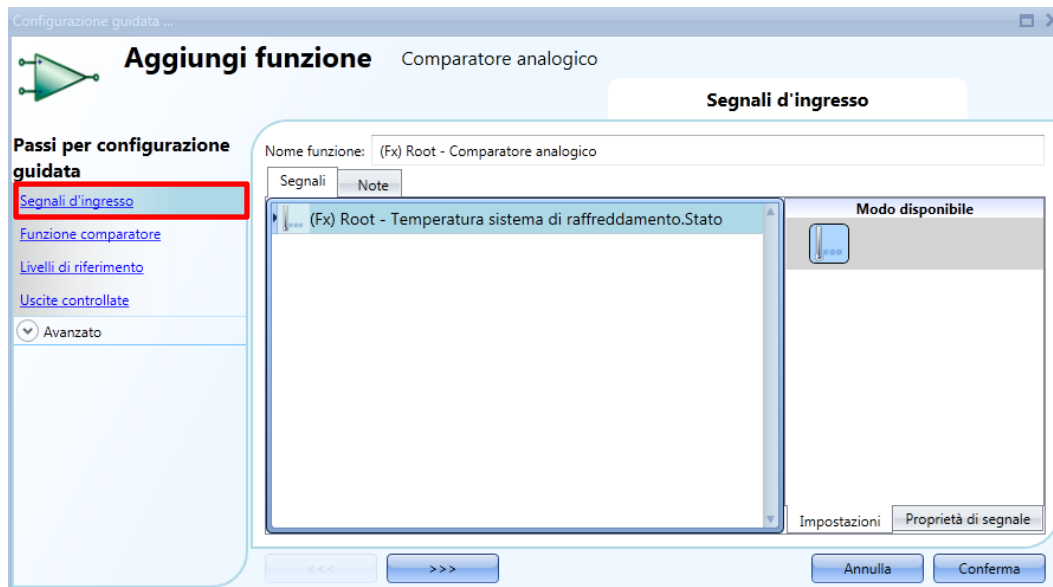 Configurazione guidata ...
Aggiungi funzione Comparatore analogico
Segnali d'ingresso
Passi per configurazione
guidata
Segnali d'ingresso
Funzione comparatore
Livelli di riferimento
Uscite controllate
Avanzato
Nome funzione: (Fx) Root - Comparatore analogico
Segnali Note
(Fx) Root - Temperatura sistema di raffreddamento.Stato
Modo disponibile
Impostazioni Proprietà di segnale
<<< >>> Annulla Conferma